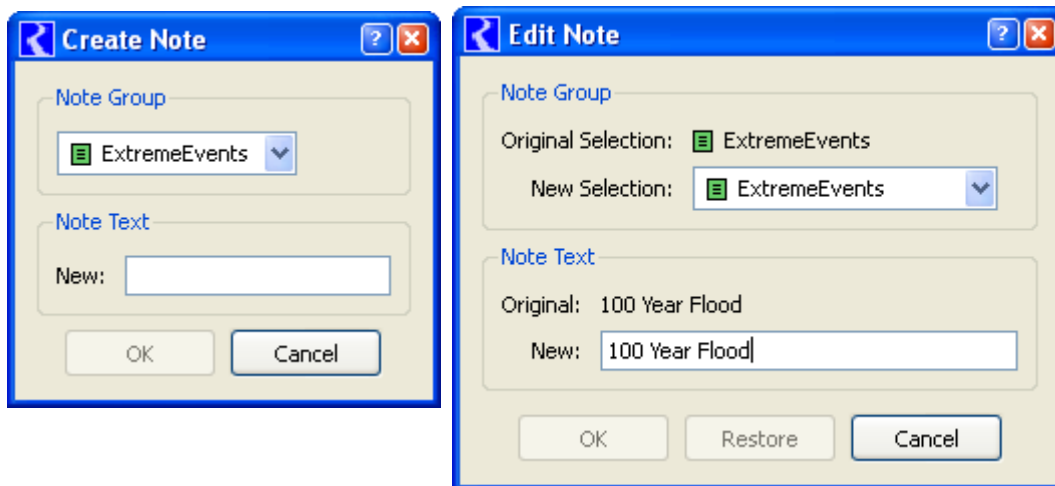 Create Note
Note Group
ExtremeEvents
Note Text
New:
OK Cancel
Edit Note
Note Group
Original Selection: ExtremeEvents
New Selection: ExtremeEvents
Note Text
Original: 100 Year Flood
New: 100 Year Flood
OK Restore Cancel